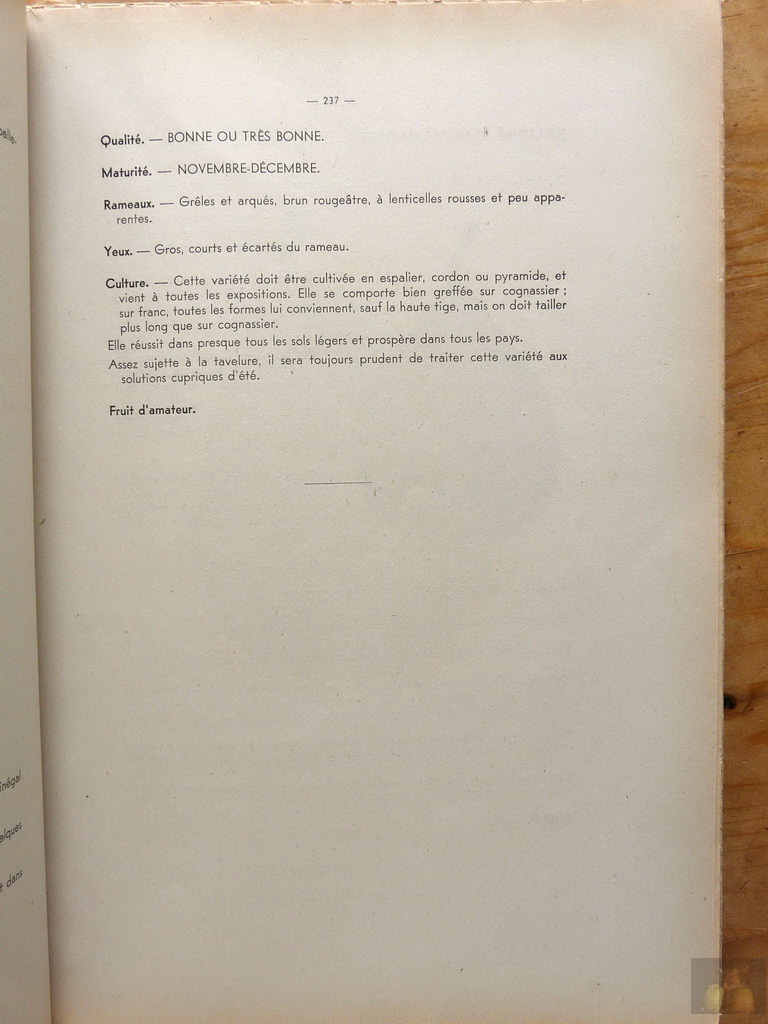 — 237 —
Qualité. — BONNE OU TRÈS BONNE.
Maturité. — NOVEMBRE-DÉCEMBRE.
Rameaux. — Grêles et arqués, brun rougeâtre, à lenticelles rousses et peu appa-
rentes.
Yeux. — Gros, courts et écartés du rameau.
Culture. — Cette variété doit être cultivée en espalier, cordon ou pyramide, et
vient à toutes les expositions. Elle se comporte bien greffée sur cognassier ;
sur franc, toutes les formes lui conviennent, sauf la haute tige, mais on doit tailler
plus long que sur cognassier.
Elle réussit dans presque tous les sols légers et prospère dans tous les pays.
Assez sujette à la tavelure, il sera toujours prudent de traiter cette variété aux
solutions cupriques d'été.
Fruit d'amateur.
dans